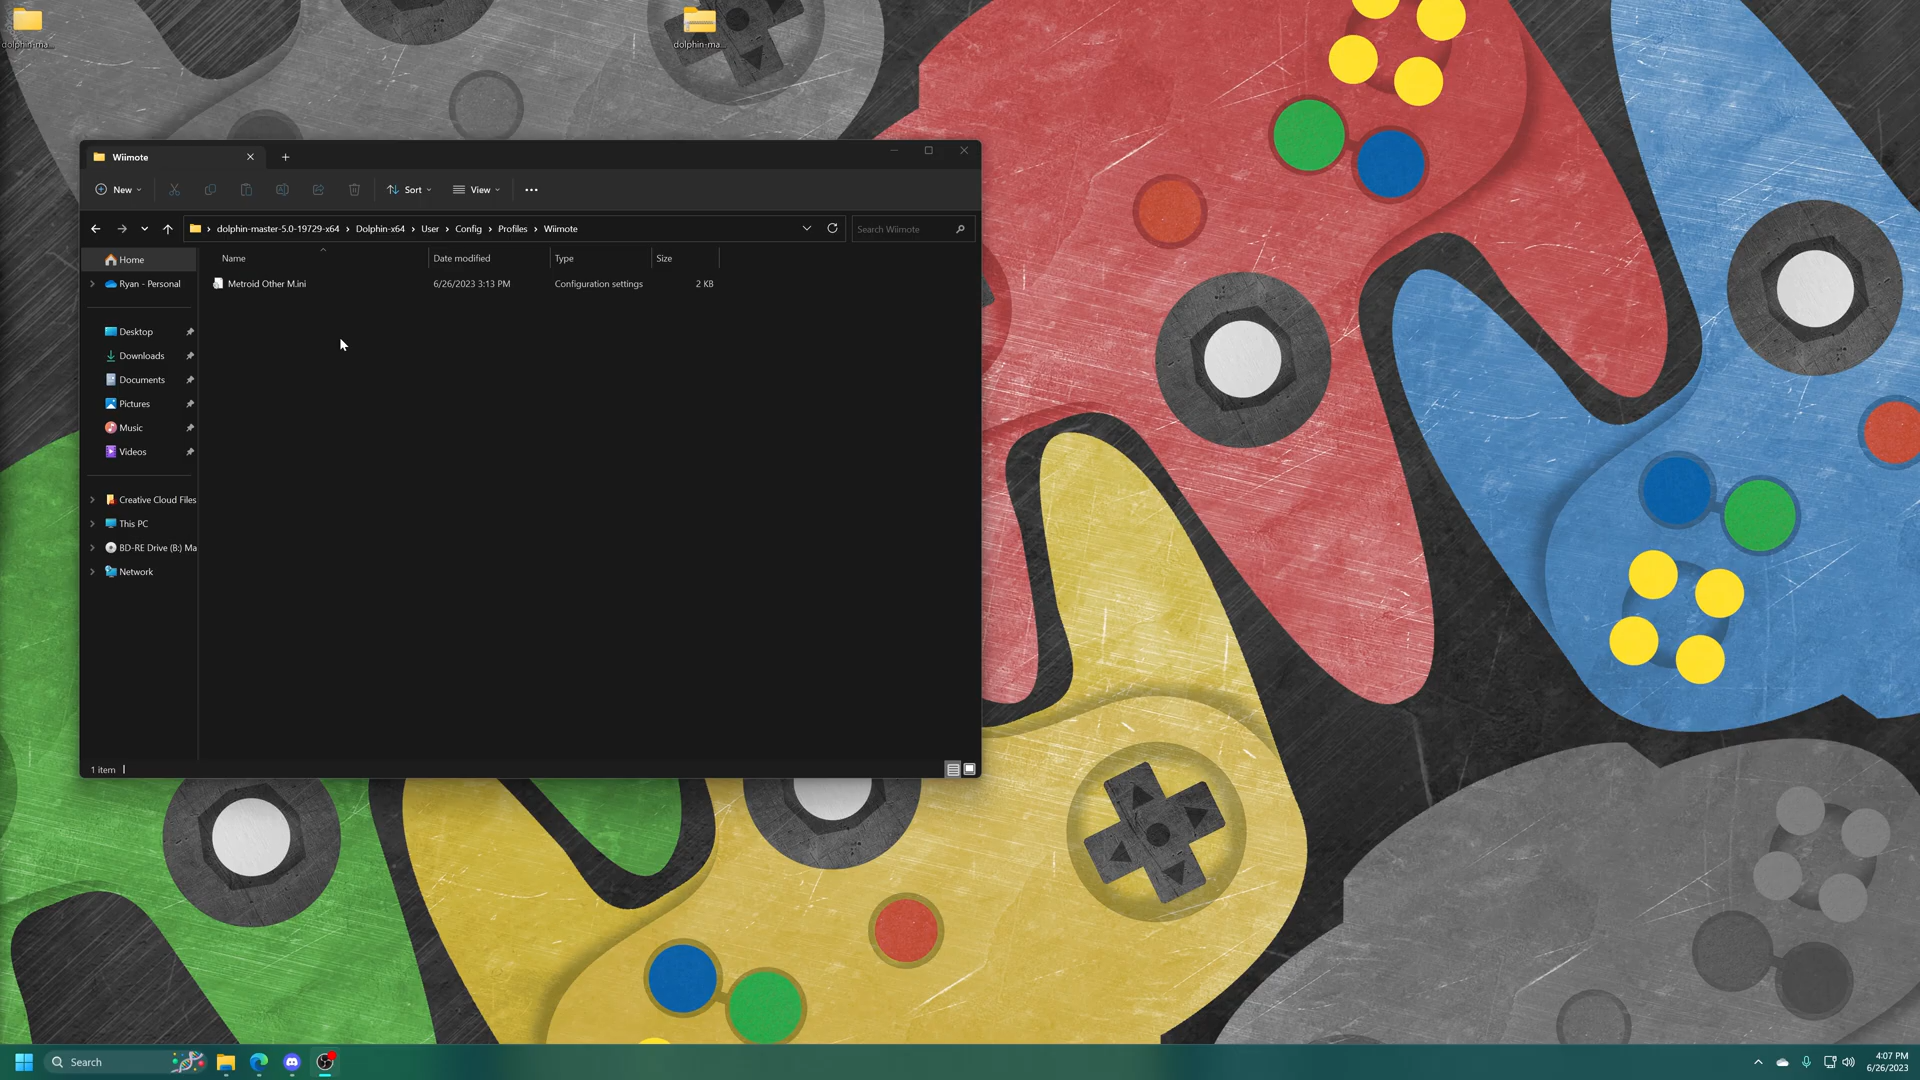 dolphin-ma...
dolphin-ma...
Wiimote
New
Sort
View
dolphin-master-5.0-19729-x64 > Dolphin-x64 > User > Config > Profiles > Wiimote
Search Wiimote
Name
Date modified
Type
Size
Home
Ryan - Personal
Metroid Other M.ini
6/26/2023 3:13 PM
Configuration settings
2 KB
Desktop
Downloads
Documents
Pictures
Music
Videos
Creative Cloud Files
This PC
BD-RE Drive (B:) Ma
Network
1 item
Search
4:07 PM
6/26/2023